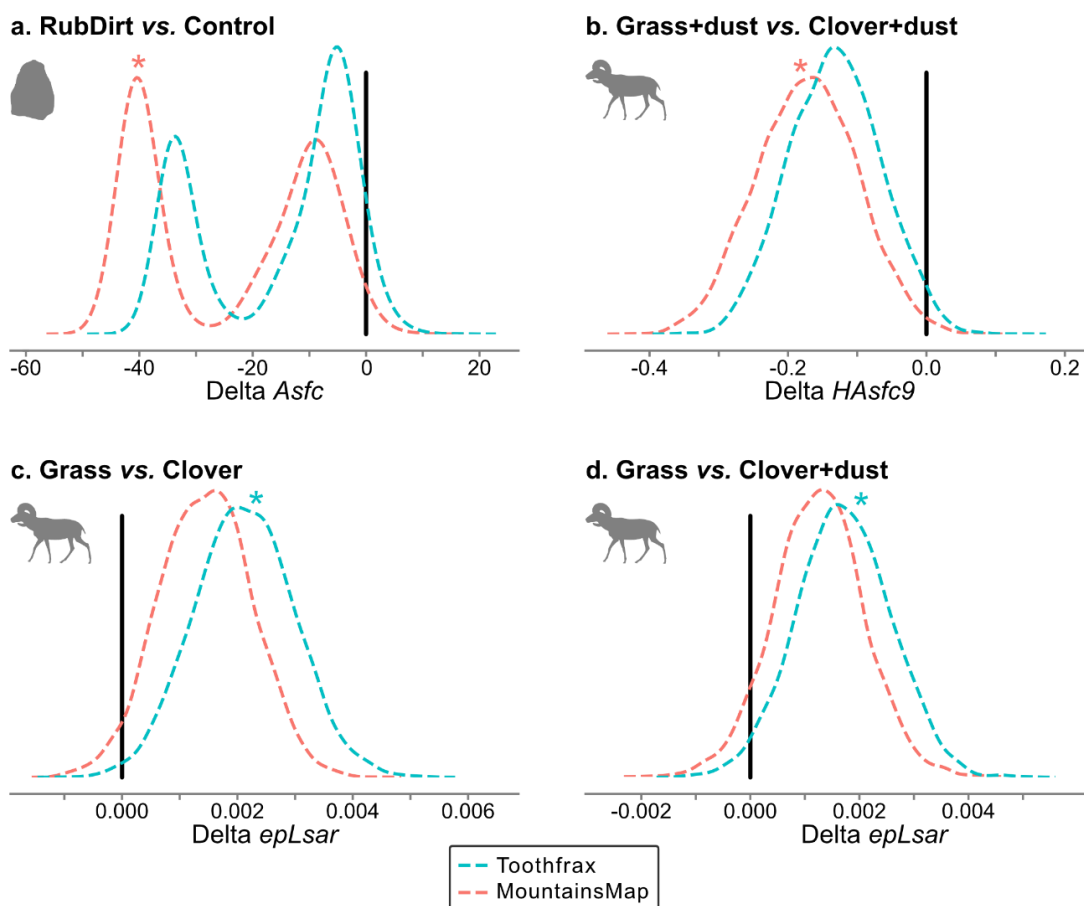 a. RubDirt vs. Control
b. Grass+dust vs. Clover+dust
*
*
-60
-40
-20
0
20
Delta Asfc
-0.4
-0.2
0.0
0.2
Delta HAsfc9
c. Grass vs. Clover
d. Grass vs. Clover+dust
*
*
0.000
0.002
0.004
0.006
Delta epLsar
-0.002
0.000
0.002
0.004
Delta epLsar
Toothfrax
MountainsMap